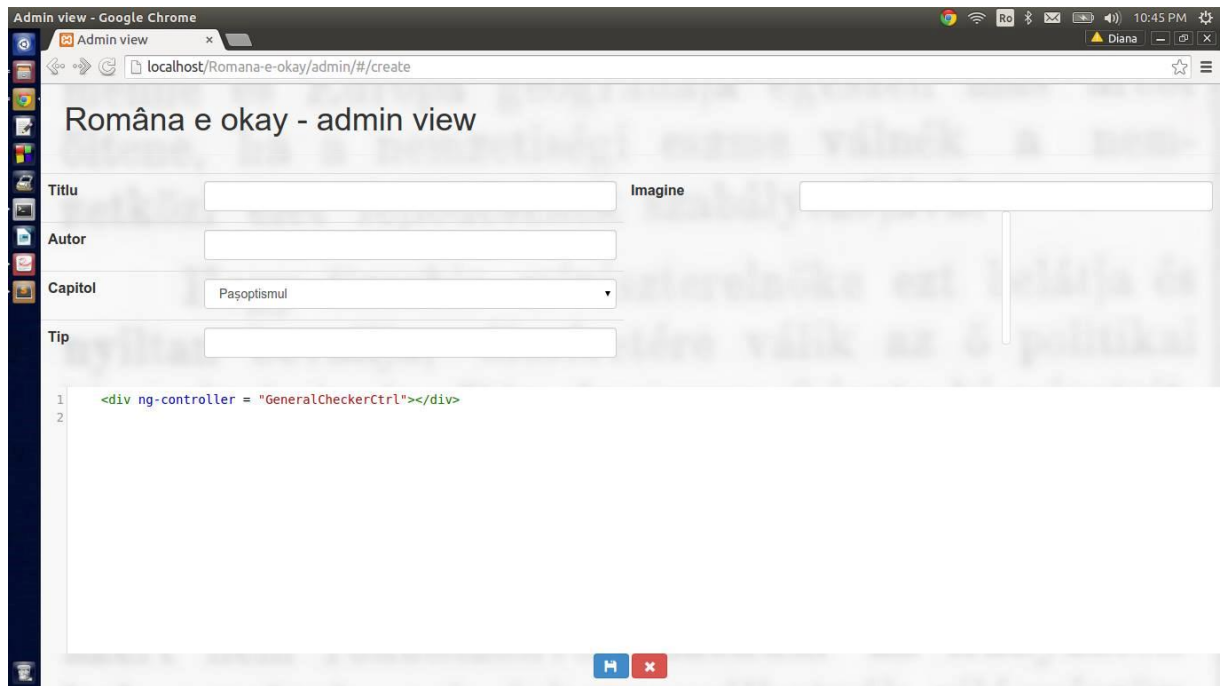 Admin view - Google Chrome
Ro
10:45 PM
Admin view
Diana
localhost/Romana-e-okay/admin/#/create
Româna e okay - admin view
Titlu
Imagine
Autor
Capitol
Pașoptismul
Tip
1 <div ng-controller = "GeneralCheckerCtrl"></div>
2